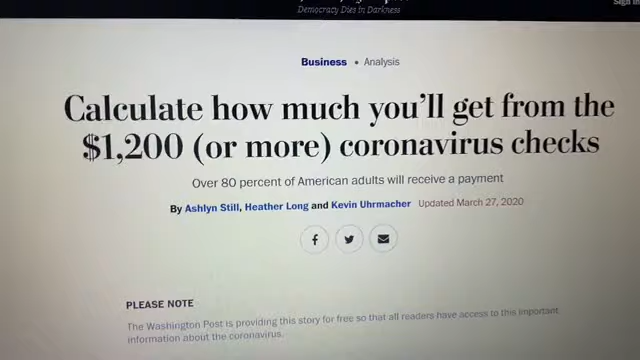 Democracy Dies in Darkness
Sign in
Business • Analysis
Calculate how much you'll get from the
$1,200 (or more) coronavirus checks
Over 80 percent of American adults will receive a payment
By Ashlyn Still, Heather Long and Kevin Uhrmacher Updated March 27, 2020
PLEASE NOTE
The Washington Post is providing this story for free so that all readers have access to this important
information about the coronavirus.